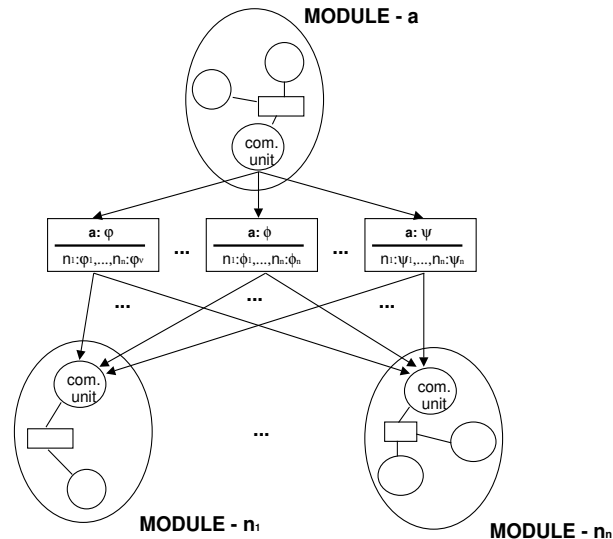 MODULE - a
com.
unit
a: φ
n₁:φ₁,...,nₙ:φᵥ
...
a: ϕ
n₁:ϕ₁,...,nₙ:ϕₙ
...
a: ψ
n₁:ψ₁,...,nₙ:ψₙ
...
...
...
com.
unit
com.
unit
...
MODULE - n₁
MODULE - nₙ